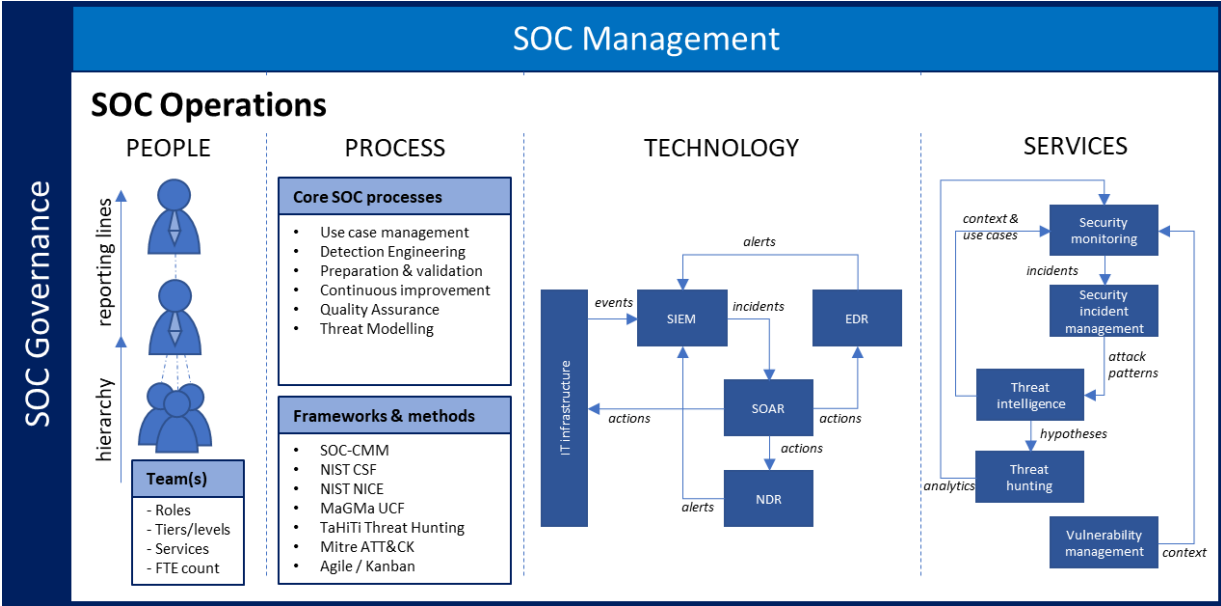 SOC Management
SOC Governance
SOC Operations
PEOPLE
reporting lines
hierarchy
Team(s)
- Roles
- Tiers/levels
- Services
- FTE count
PROCESS
Core SOC processes
• Use case management
• Detection Engineering
• Preparation & validation
• Continuous improvement
• Quality Assurance
• Threat Modelling
Frameworks & methods
• SOC-CMM
• NIST CSF
• NIST NICE
• MaGMa UCF
• TaHiTi Threat Hunting
• Mitre ATT&CK
• Agile / Kanban
TECHNOLOGY
alerts
events
SIEM
incidents
EDR
IT infrastructure
actions
SOAR
actions
actions
alerts
NDR
SERVICES
context &
use cases
Security
monitoring
incidents
Security
incident
management
attack
patterns
Threat
intelligence
hypotheses
analytics
Threat
hunting
Vulnerability
management
context